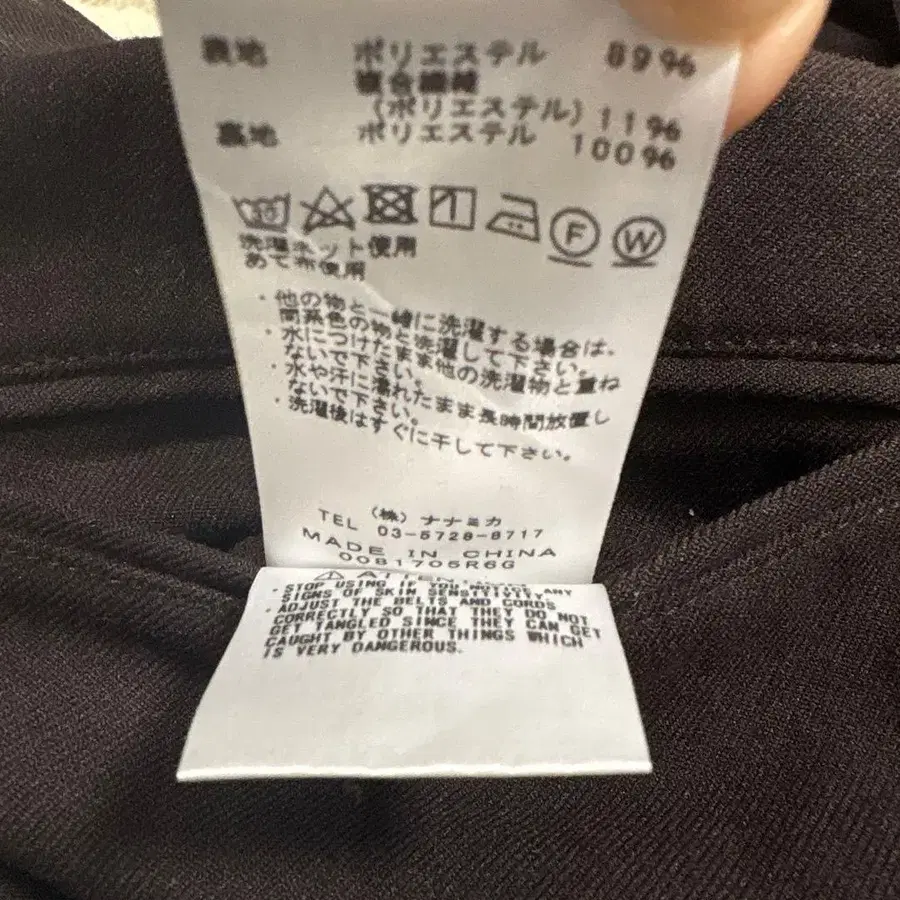 表地 ポリエステル 89%
複合繊維
(ポリエステル) 11%
裏地 ポリエステル 100%
30 F W
洗濯ネット使用
あて布使用
・他の物と一緒に洗濯する場合は、
同系色の物と洗濯して下さい。
・水につけたまま他の洗濯物と重ね
ないで下さい。
・水や汗に濡れたまま長時間放置し
ないで下さい。
・洗濯後はすぐに干して下さい。
(株)ナナミカ
TEL 03-5728-8717
MADE IN CHINA
0081705R6G
・STOP USING IF YOU ANY
SIGNS OF SKIN SENSITIVITY.
・ADJUST THE BELTS AND CORDS
CORRECTLY SO THAT THEY DO NOT
GET TANGLED SINCE THEY CAN GET
CAUGHT BY OTHER THINGS WHICH
IS VERY DANGEROUS.